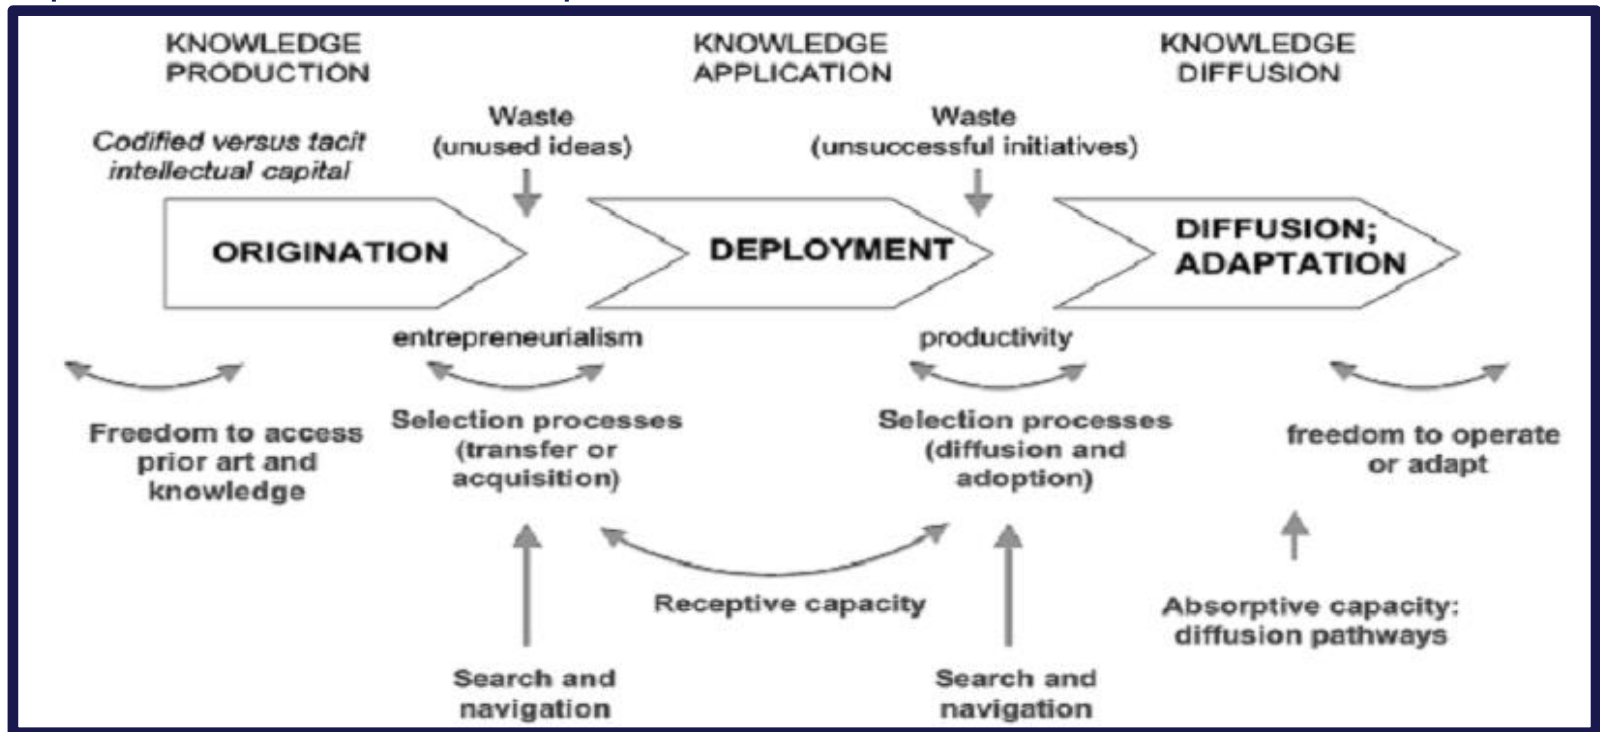 KNOWLEDGE
PRODUCTION
KNOWLEDGE
APPLICATION
KNOWLEDGE
DIFFUSION
Codified versus tacit
intellectual capital
Waste
(unused ideas)
Waste
(unsuccessful initiatives)
ORIGINATION
DEPLOYMENT
DIFFUSION;
ADAPTATION
entrepreneurialism
productivity
Freedom to access
prior art and
knowledge
Selection processes
(transfer or
acquisition)
Selection processes
(diffusion and
adoption)
freedom to operate
or adapt
Receptive capacity
Absorptive capacity:
diffusion pathways
Search and
navigation
Search and
navigation